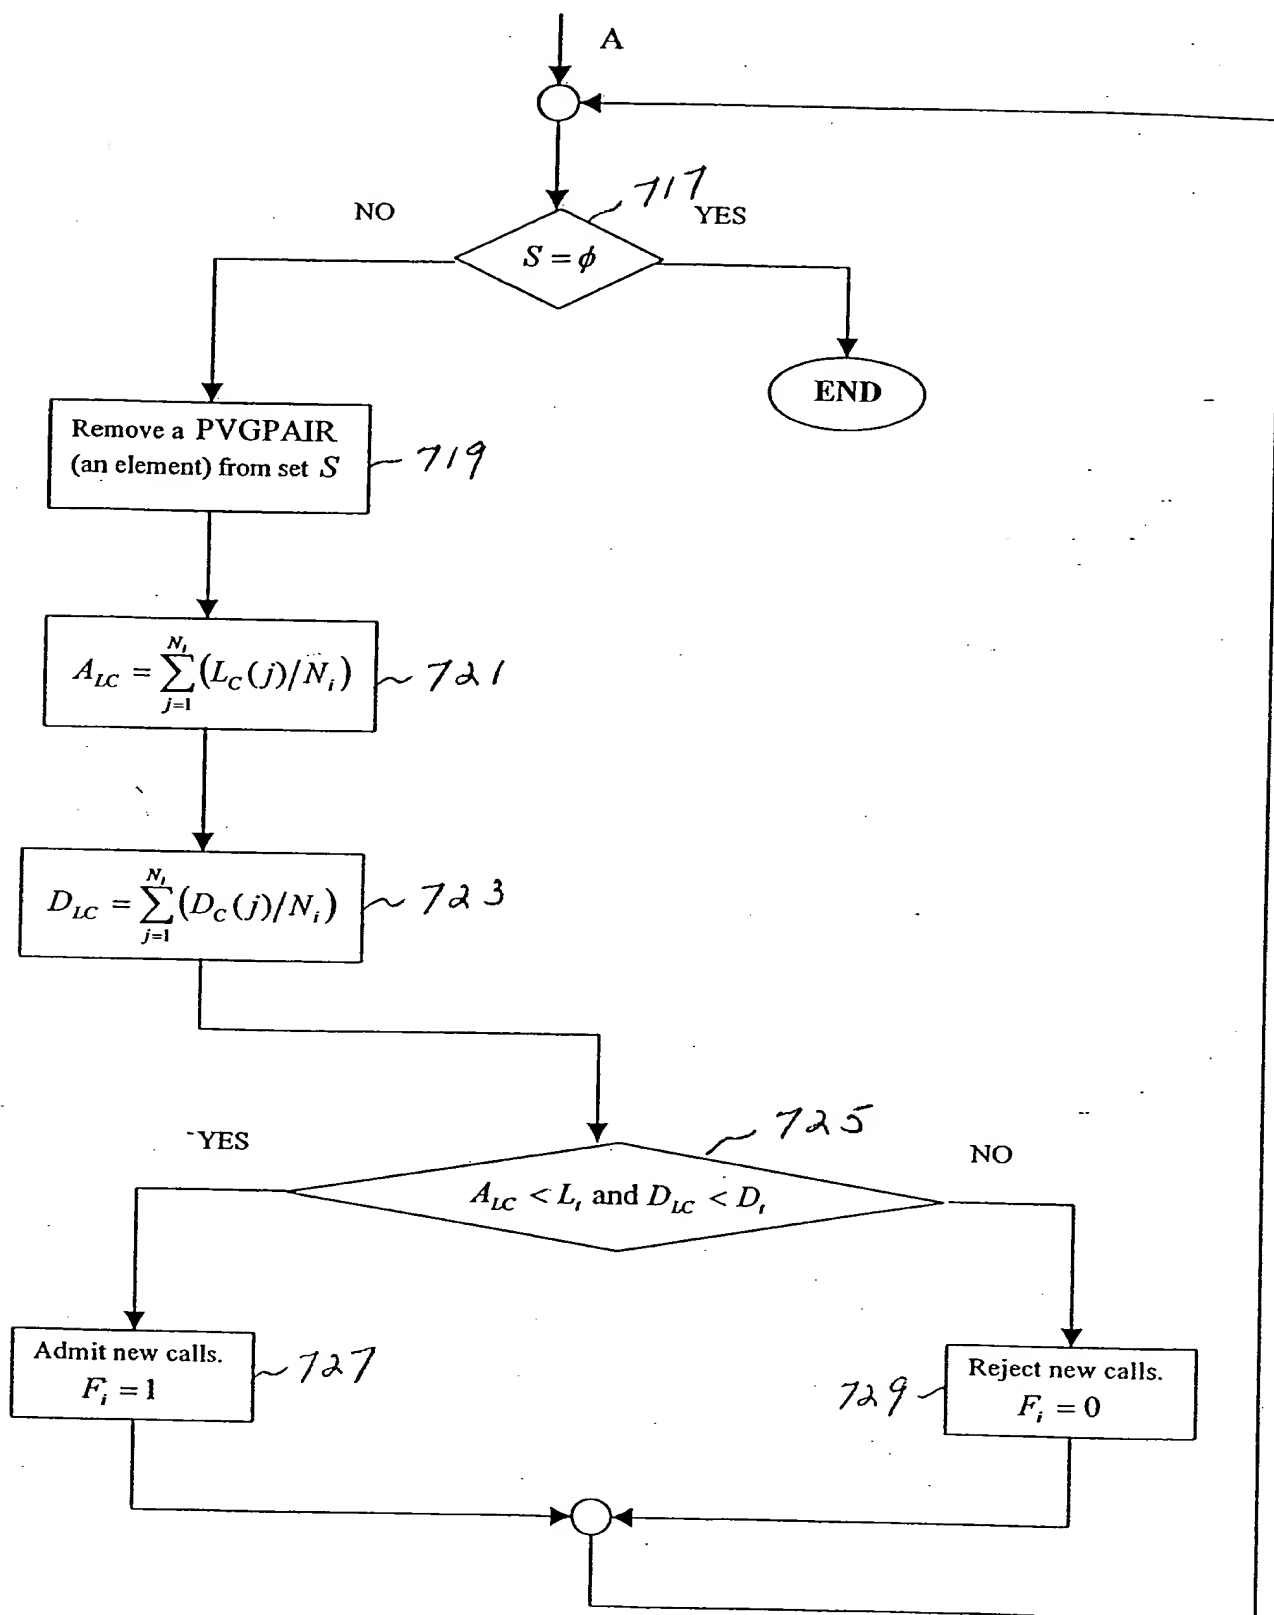 A
717
NO
YES
S = ϕ
END
Remove a PVGPAIR
(an element) from set S
719
A_LC = ∑_{j=1}^{N_i} (L_C(j)/N_i)
721
D_LC = ∑_{j=1}^{N_i} (D_C(j)/N_i)
723
725
YES
NO
A_LC < L_t and D_LC < D_t
Admit new calls.
F_i = 1
727
Reject new calls.
F_i = 0
729